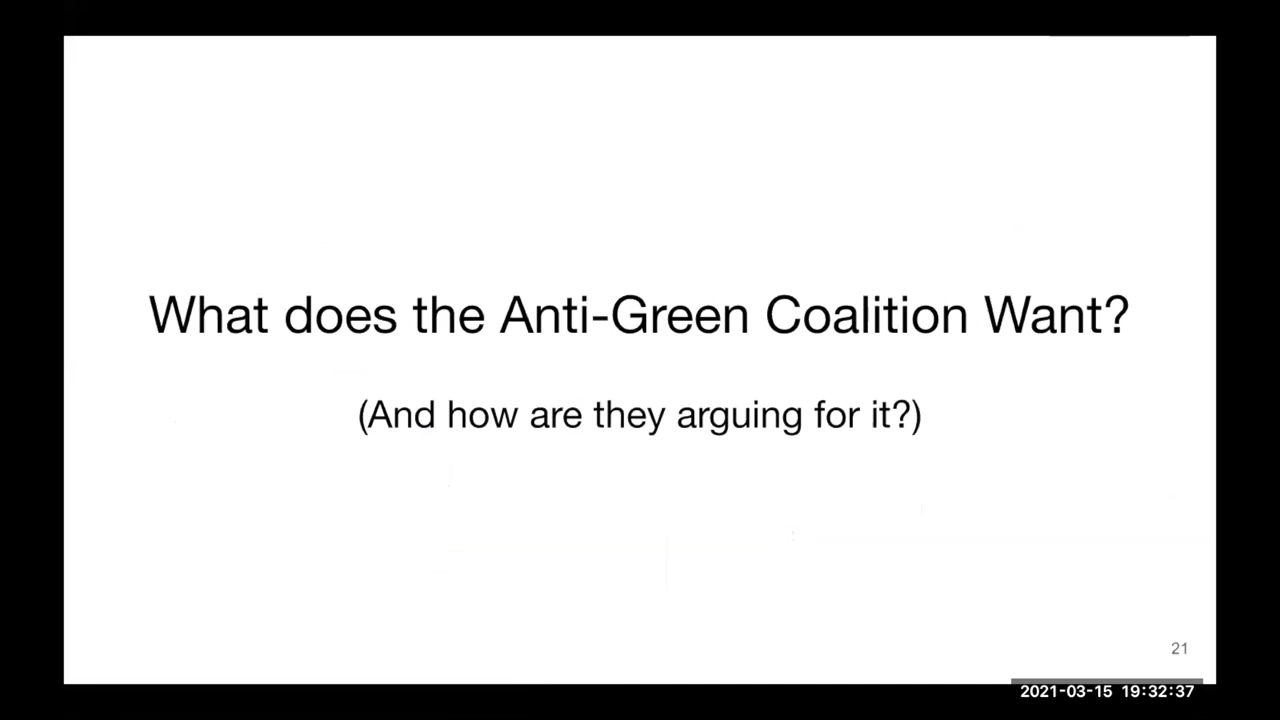 What does the Anti-Green Coalition Want?
(And how are they arguing for it?)
21
2021-03-15 19:32:37